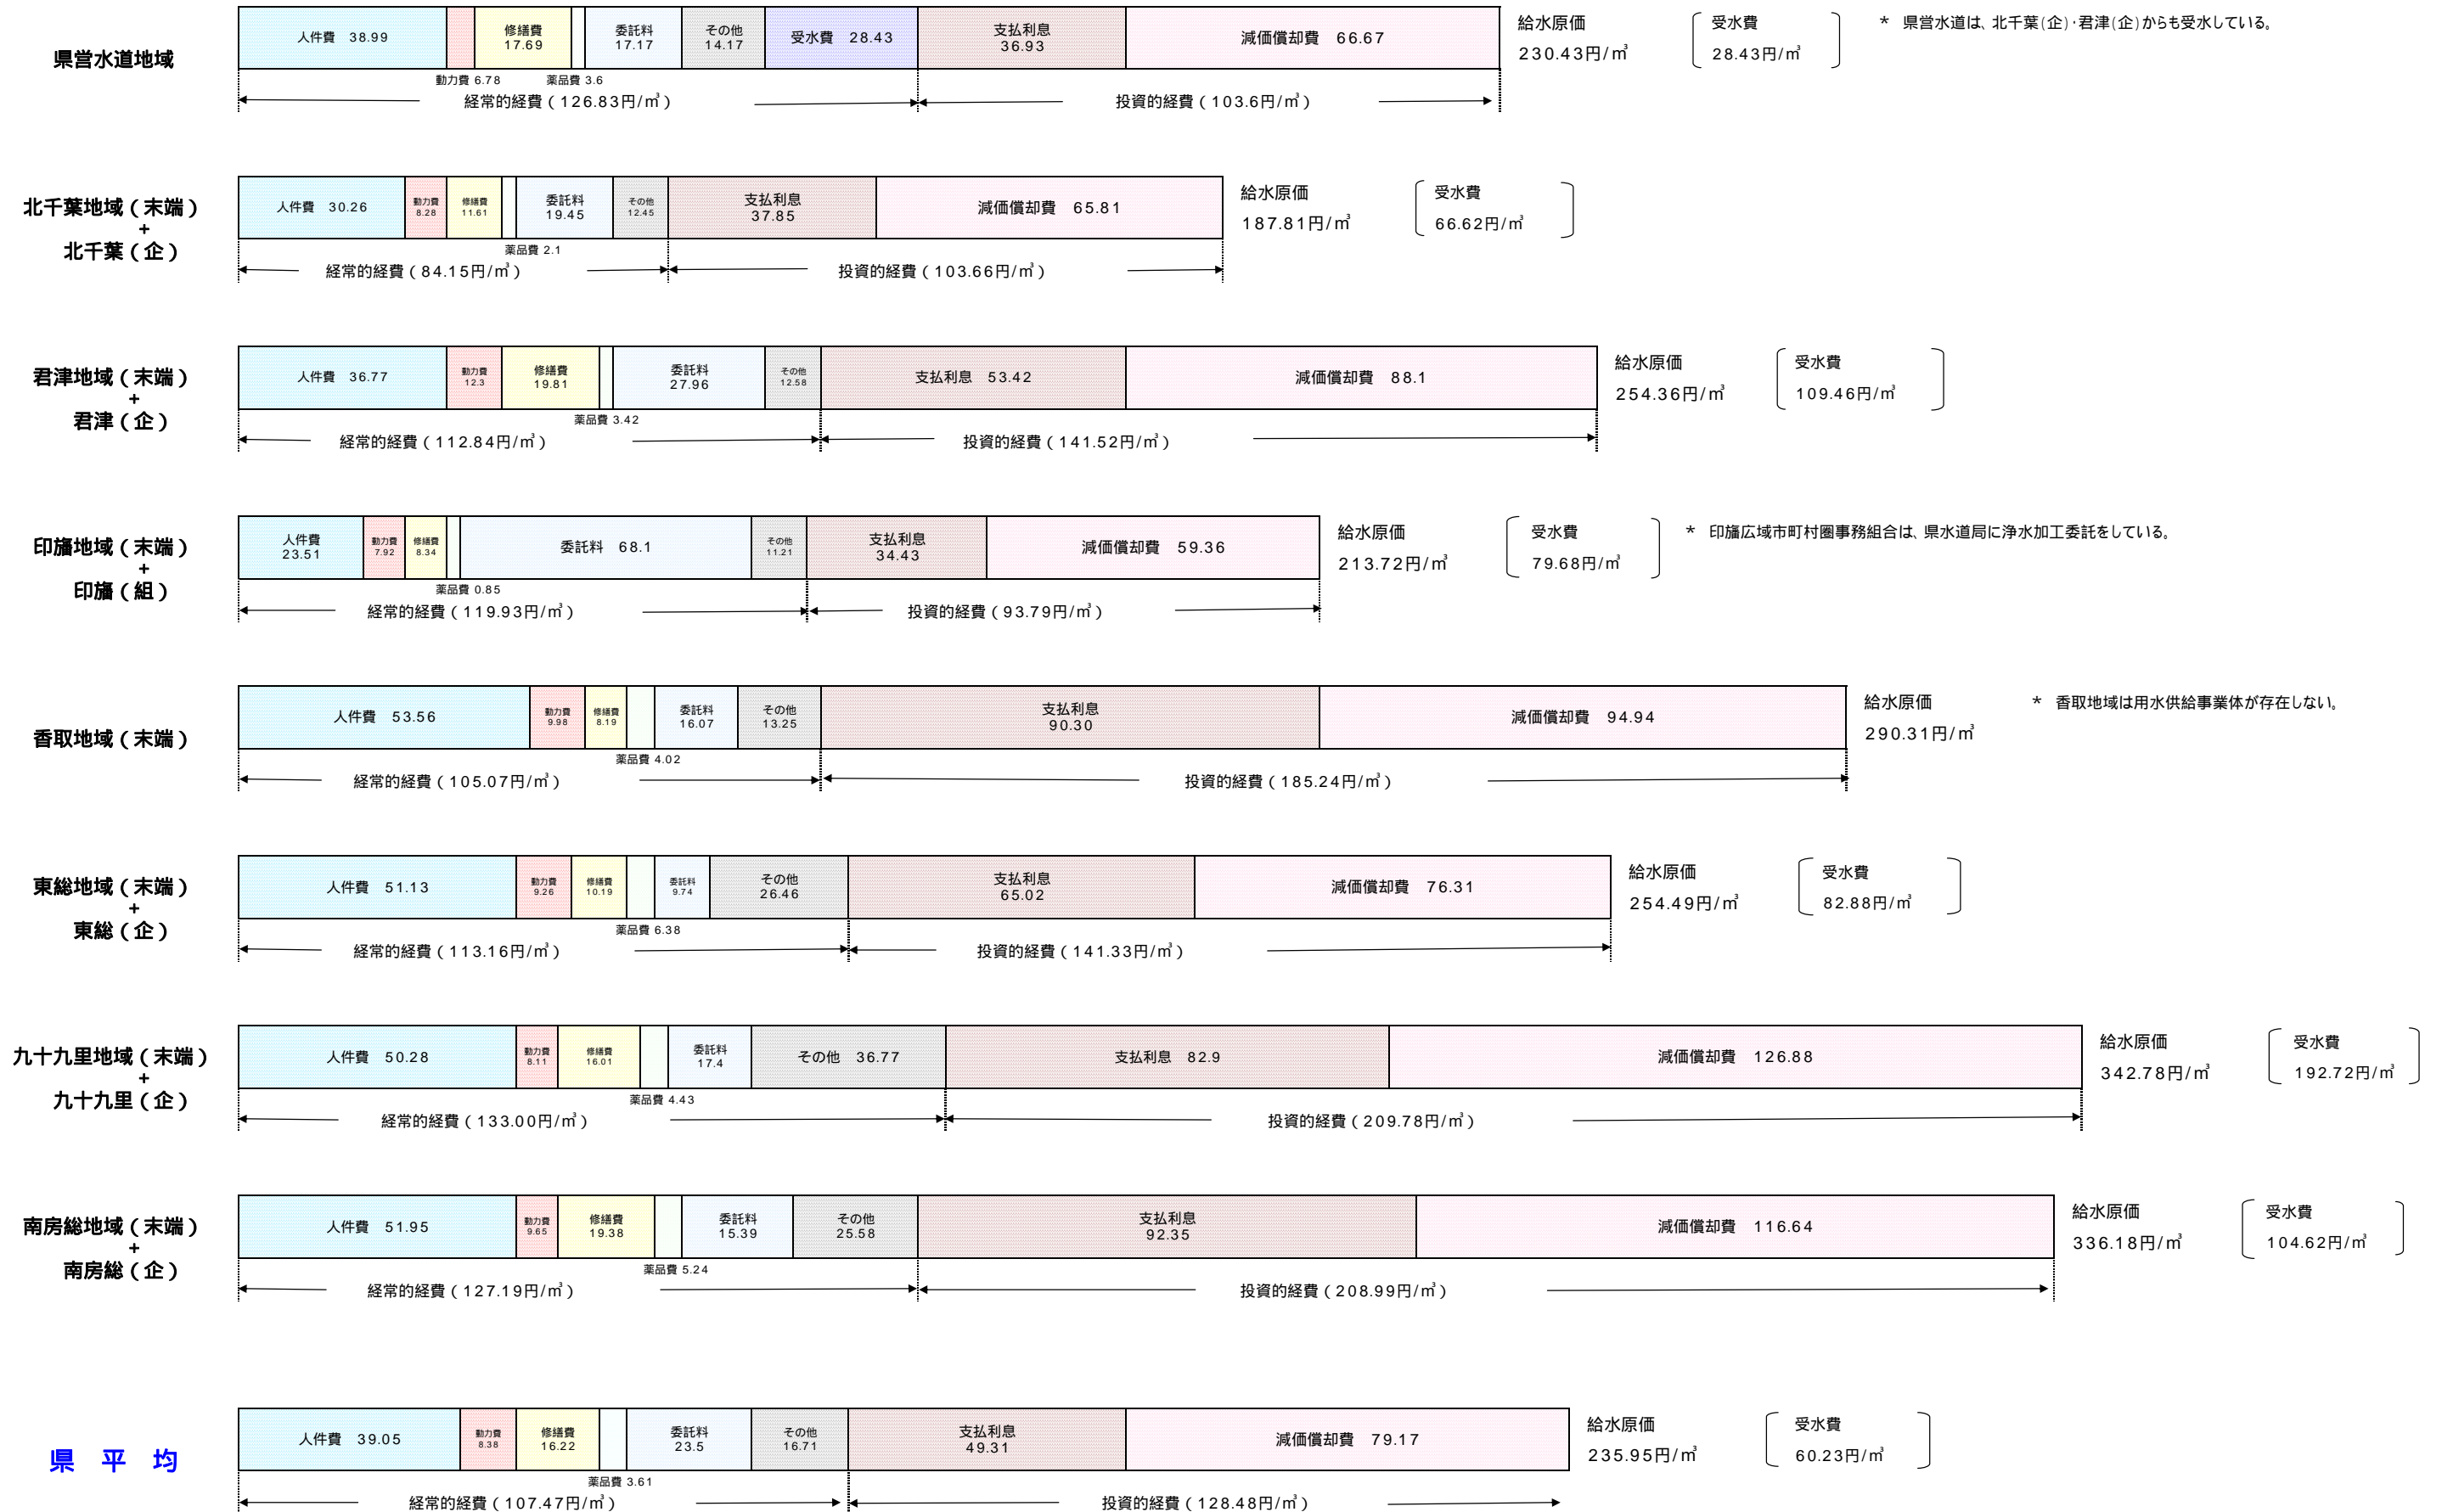 県営水道地域
人件費 38.99
修繕費
17.69
委託料
17.17
その他
14.17
受水費 28.43
支払利息
36.93
減価償却費 66.67
給水原価
230.43円/㎥
受水費
28.43円/㎥
* 県営水道は、北千葉(企)・君津(企)からも受水している。
動力費 6.78
薬品費 3.6
経常的経費(126.83円/㎥)
投資的経費(103.6円/㎥)
北千葉地域(末端)
+
北千葉(企)
人件費 30.26
動力費
8.28
修繕費
11.61
委託料
19.45
その他
12.45
支払利息
37.85
減価償却費 65.81
給水原価
187.81円/㎥
受水費
66.62円/㎥
薬品費 2.1
経常的経費(84.15円/㎥)
投資的経費(103.66円/㎥)
君津地域(末端)
+
君津(企)
人件費 36.77
動力費
12.3
修繕費
19.81
委託料
27.96
その他
12.58
支払利息 53.42
減価償却費 88.1
給水原価
254.36円/㎥
受水費
109.46円/㎥
薬品費 3.42
経常的経費(112.84円/㎥)
投資的経費(141.52円/㎥)
印旛地域(末端)
+
印旛(組)
人件費
23.51
動力費
7.92
修繕費
8.34
委託料 68.1
その他
11.21
支払利息
34.43
減価償却費 59.36
給水原価
213.72円/㎥
受水費
79.68円/㎥
* 印旛広域市町村圏事務組合は、県水道局に浄水加工委託をしている。
薬品費 0.85
経常的経費(119.93円/㎥)
投資的経費(93.79円/㎥)
香取地域(末端)
人件費 53.56
動力費
9.98
修繕費
8.19
委託料
16.07
その他
13.25
支払利息
90.30
減価償却費 94.94
給水原価
290.31円/㎥
* 香取地域は用水供給事業体が存在しない。
薬品費 4.02
経常的経費(105.07円/㎥)
投資的経費(185.24円/㎥)
東総地域(末端)
+
東総(企)
人件費 51.13
動力費
9.26
修繕費
10.19
委託料
9.74
その他
26.46
支払利息
65.02
減価償却費 76.31
給水原価
254.49円/㎥
受水費
82.88円/㎥
薬品費 6.38
経常的経費(113.16円/㎥)
投資的経費(141.33円/㎥)
九十九里地域(末端)
+
九十九里(企)
人件費 50.28
動力費
8.11
修繕費
16.01
委託料
17.4
その他 36.77
支払利息 82.9
減価償却費 126.88
給水原価
342.78円/㎥
受水費
192.72円/㎥
薬品費 4.43
経常的経費(133.00円/㎥)
投資的経費(209.78円/㎥)
南房総地域(末端)
+
南房総(企)
人件費 51.95
動力費
9.65
修繕費
19.38
委託料
15.39
その他
25.58
支払利息
92.35
減価償却費 116.64
給水原価
336.18円/㎥
受水費
104.62円/㎥
薬品費 5.24
経常的経費(127.19円/㎥)
投資的経費(208.99円/㎥)
県 平 均
人件費 39.05
動力費
8.38
修繕費
16.22
委託料
23.5
その他
16.71
支払利息
49.31
減価償却費 79.17
給水原価
235.95円/㎥
受水費
60.23円/㎥
薬品費 3.61
経常的経費(107.47円/㎥)
投資的経費(128.48円/㎥)